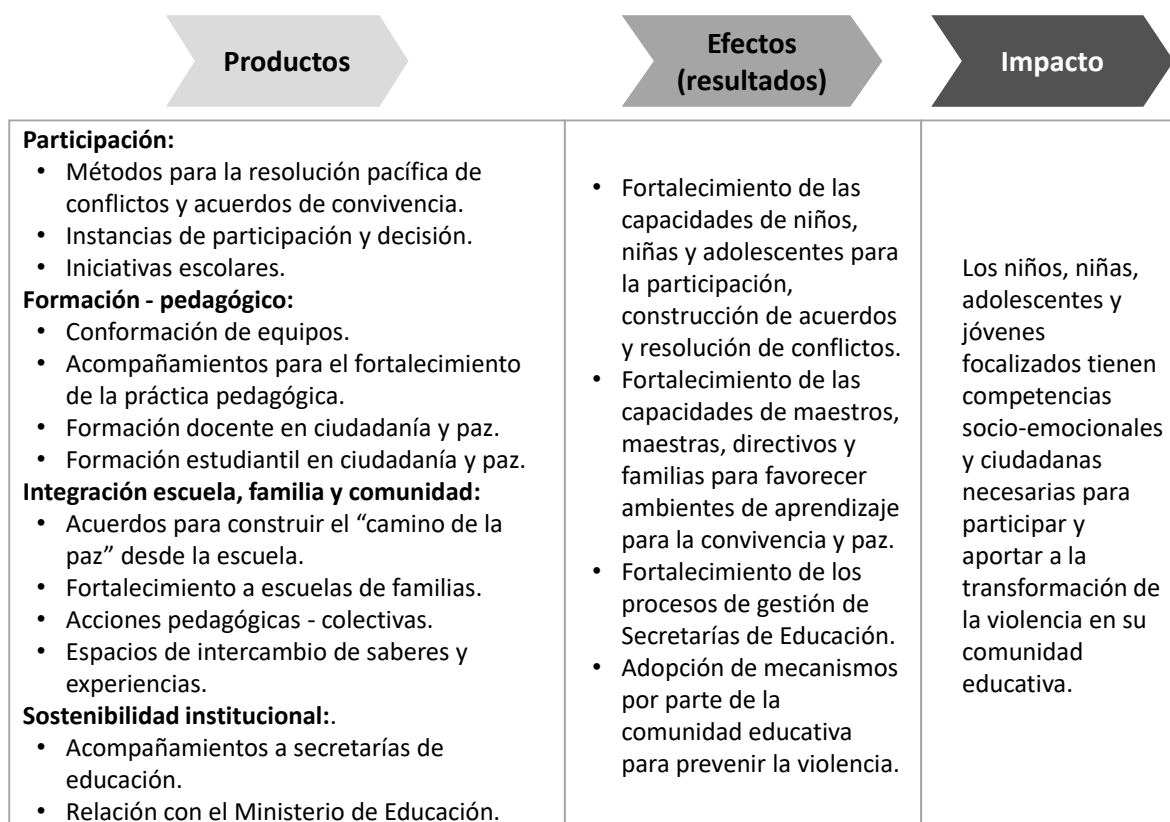 Productos
Efectos
(resultados)
Impacto
Participación:
• Métodos para la resolución pacífica de
conflictos y acuerdos de convivencia.
• Instancias de participación y decisión.
• Iniciativas escolares.
Formación - pedagógico:
• Conformación de equipos.
• Acompañamientos para el fortalecimiento
de la práctica pedagógica.
• Formación docente en ciudadanía y paz.
• Formación estudiantil en ciudadanía y paz.
Integración escuela, familia y comunidad:
• Acuerdos para construir el “camino de la
paz” desde la escuela.
• Fortalecimiento a escuelas de familias.
• Acciones pedagógicas - colectivas.
• Espacios de intercambio de saberes y
experiencias.
Sostenibilidad institucional:.
• Acompañamientos a secretarías de
educación.
• Relación con el Ministerio de Educación.
• Fortalecimiento de las
capacidades de niños,
niñas y adolescentes para
la participación,
construcción de acuerdos
y resolución de conflictos.
• Fortalecimiento de las
capacidades de maestros,
maestras, directivos y
familias para favorecer
ambientes de aprendizaje
para la convivencia y paz.
• Fortalecimiento de los
procesos de gestión de
Secretarías de Educación.
• Adopción de mecanismos
por parte de la
comunidad educativa
para prevenir la violencia.
Los niños, niñas,
adolescentes y
jóvenes
focalizados tienen
competencias
socio-emocionales
y ciudadanas
necesarias para
participar y
aportar a la
transformación de
la violencia en su
comunidad
educativa.